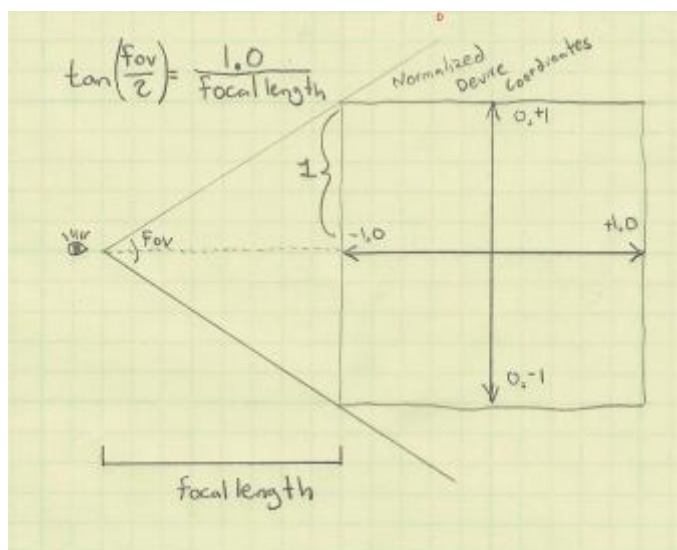 tan(fov/2) = 1.0/focal length
Normalized
Device Coordinates
0,+1
1
-1,0
+1,0
Fov
0,-1
focal length